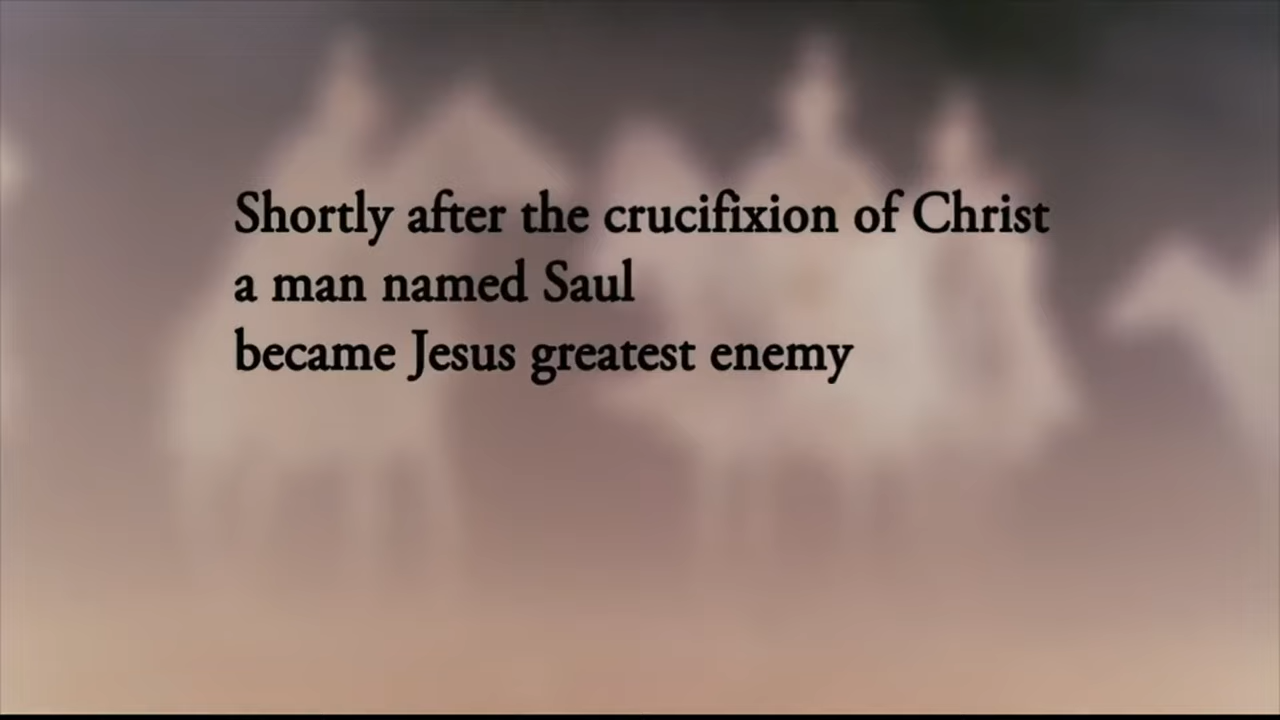 Shortly after the crucifixion of Christ
a man named Saul
became Jesus greatest enemy